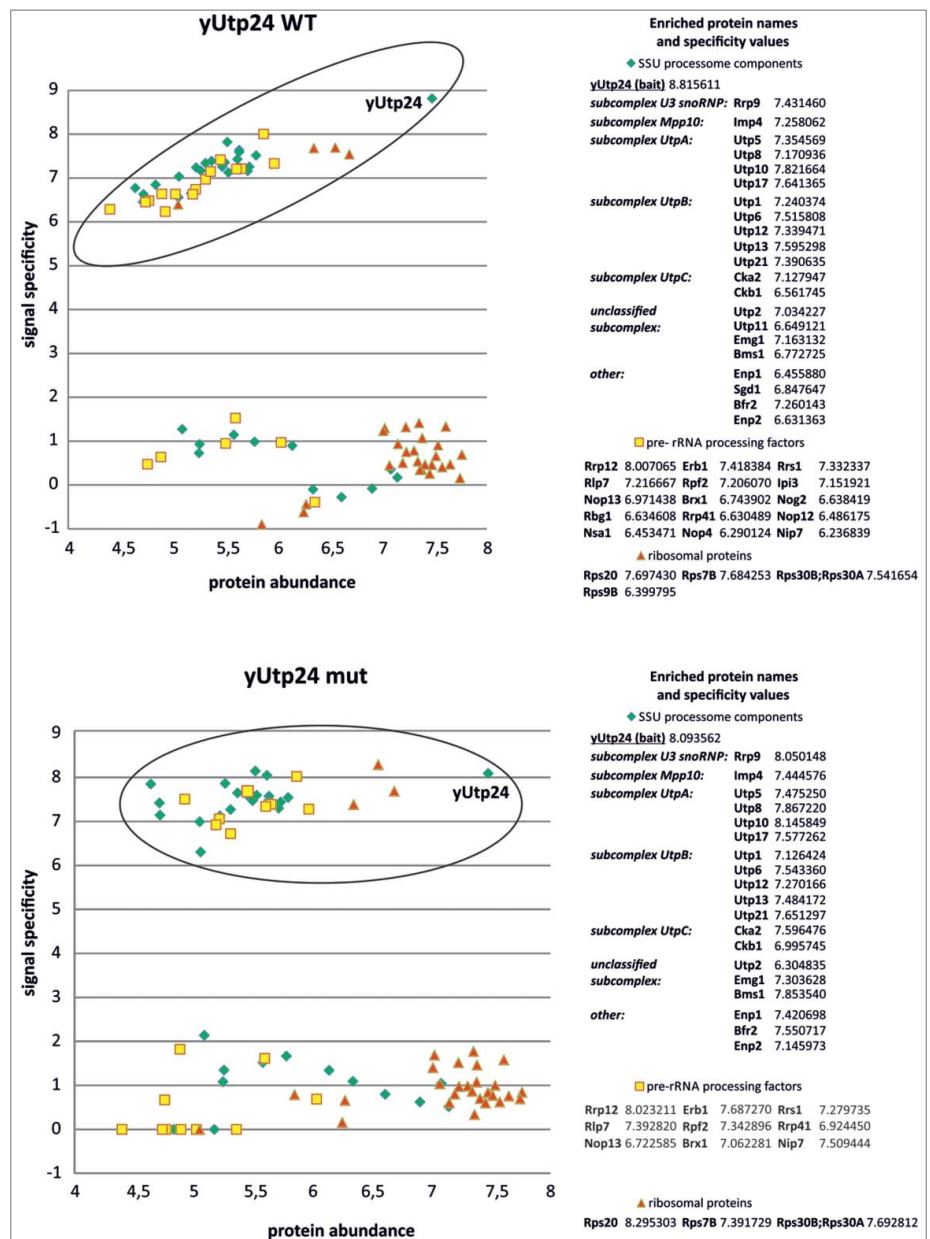 yUtp24 WT
9
8
7
6
5
4
3
2
1
0
-1
signal specificity
yUtp24
4 4,5 5 5,5 6 6,5 7 7,5 8
protein abundance
Enriched protein names
and specificity values
SSU processome components
yUtp24 (bait) 8.815611
subcomplex U3 snoRNP: Rrp9 7.431460
subcomplex Mpp10: Imp4 7.258062
subcomplex UtpA: Utp5 7.354569
Utp8 7.170936
Utp10 7.821664
Utp17 7.641365
subcomplex UtpB: Utp1 7.240374
Utp6 7.515808
Utp12 7.339471
Utp13 7.595298
Utp21 7.390635
subcomplex UtpC: Cka2 7.127947
Ckb1 6.561745
unclassified Utp2 7.034227
subcomplex: Utp11 6.649121
Emg1 7.163132
Bms1 6.772725
other: Enp1 6.455880
Sgd1 6.847647
Bfr2 7.260143
Enp2 6.631363
pre- rRNA processing factors
Rrp12 8.007065 Erb1 7.418384 Rrs1 7.332337
Rlp7 7.216667 Rpf2 7.206070 Ipi3 7.151921
Nop13 6.971438 Brx1 6.743902 Nog2 6.638419
Rbg1 6.634608 Rrp41 6.630489 Nop12 6.486175
Nsa1 6.453471 Nop4 6.290124 Nip7 6.236839
ribosomal proteins
Rps20 7.697430 Rps7B 7.684253 Rps30B;Rps30A 7.541654
Rps9B 6.399795
yUtp24 mut
9
8
7
6
5
4
3
2
1
0
-1
signal specificity
yUtp24
4 4,5 5 5,5 6 6,5 7 7,5 8
protein abundance
Enriched protein names
and specificity values
SSU processome components
yUtp24 (bait) 8.093562
subcomplex U3 snoRNP: Rrp9 8.050148
subcomplex Mpp10: Imp4 7.444576
subcomplex UtpA: Utp5 7.475250
Utp8 7.867220
Utp10 8.145849
Utp17 7.577262
subcomplex UtpB: Utp1 7.126424
Utp6 7.543360
Utp12 7.270166
Utp13 7.484172
Utp21 7.651297
subcomplex UtpC: Cka2 7.596476
Ckb1 6.995745
unclassified Utp2 6.304835
subcomplex: Emg1 7.303628
Bms1 7.853540
other: Enp1 7.420698
Bfr2 7.550717
Enp2 7.145973
pre-rRNA processing factors
Rrp12 8.023211 Erb1 7.687270 Rrs1 7.279735
Rlp7 7.392820 Rpf2 7.342896 Rrp41 6.924450
Nop13 6.722585 Brx1 7.062281 Nip7 7.509444
ribosomal proteins
Rps20 8.295303 Rps7B 7.391729 Rps30B;Rps30A 7.692812